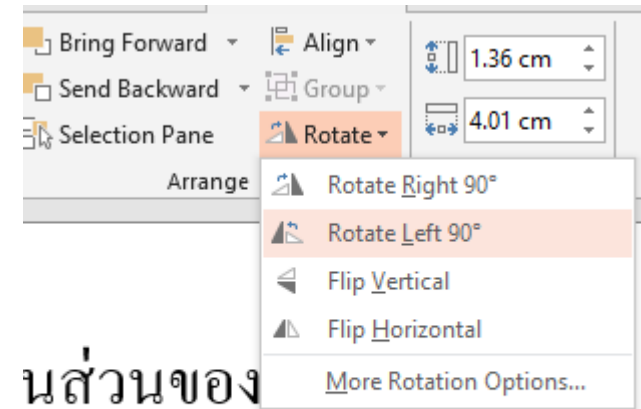 Bring Forward Align 1.36 cm
Send Backward Group
Selection Pane Rotate 4.01 cm
Arrange
Rotate Right 90°
Rotate Left 90°
Flip Vertical
Flip Horizontal
More Rotation Options...
นส่วนของ